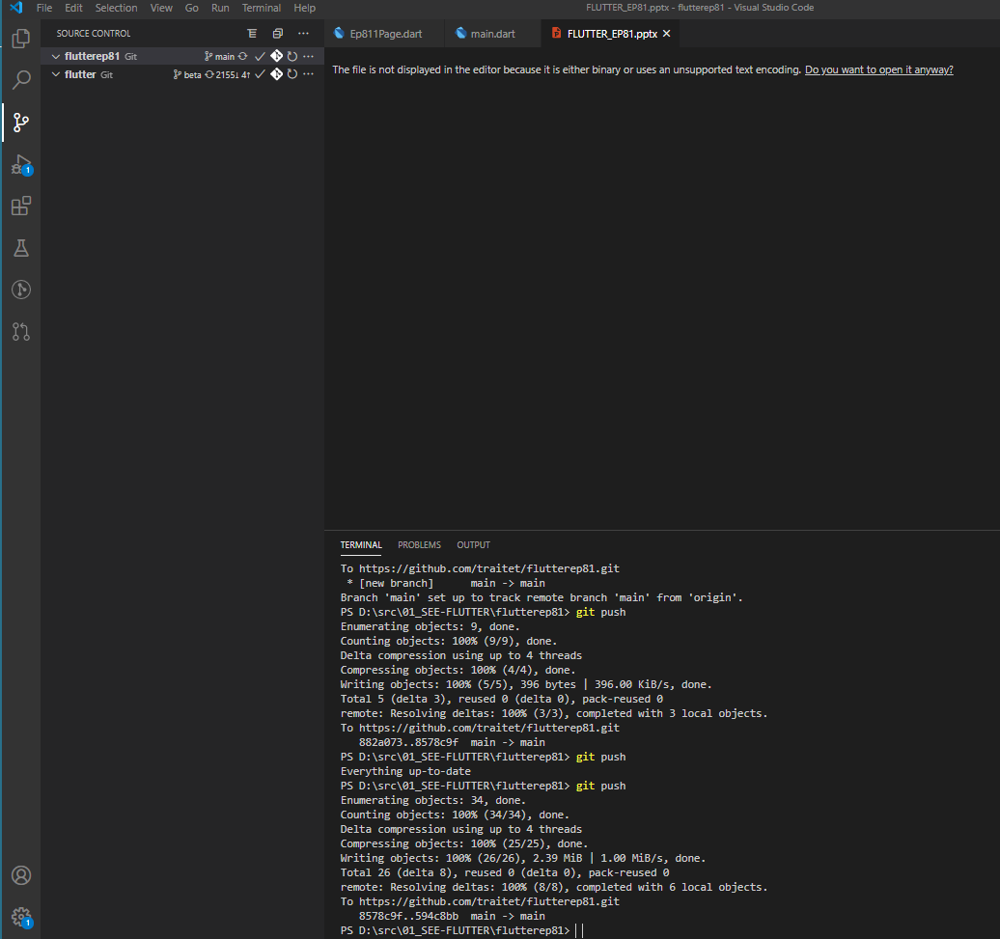 File Edit Selection View Go Run Terminal Help FLUTTER_EP81.pptx - flutterep81 - Visual Studio Code
SOURCE CONTROL
Ep811Page.dart main.dart FLUTTER_EP81.pptx
flutterep81 Git main
flutter Git beta 2155↓ 4↑
The file is not displayed in the editor because it is either binary or uses an unsupported text encoding. Do you want to open it anyway?
1
TERMINAL PROBLEMS OUTPUT
To https://github.com/traitet/flutterep81.git
* [new branch] main -> main
Branch 'main' set up to track remote branch 'main' from 'origin'.
PS D:\src\01_SEE-FLUTTER\flutterep81> git push
Enumerating objects: 9, done.
Counting objects: 100% (9/9), done.
Delta compression using up to 4 threads
Compressing objects: 100% (4/4), done.
Writing objects: 100% (5/5), 396 bytes | 396.00 KiB/s, done.
Total 5 (delta 3), reused 0 (delta 0), pack-reused 0
remote: Resolving deltas: 100% (3/3), completed with 3 local objects.
To https://github.com/traitet/flutterep81.git
882a073..8578c9f main -> main
PS D:\src\01_SEE-FLUTTER\flutterep81> git push
Everything up-to-date
PS D:\src\01_SEE-FLUTTER\flutterep81> git push
Enumerating objects: 34, done.
Counting objects: 100% (34/34), done.
Delta compression using up to 4 threads
Compressing objects: 100% (25/25), done.
Writing objects: 100% (26/26), 2.39 MiB | 1.00 MiB/s, done.
Total 26 (delta 8), reused 0 (delta 0), pack-reused 0
remote: Resolving deltas: 100% (8/8), completed with 6 local objects.
To https://github.com/traitet/flutterep81.git
8578c9f..594c8bb main -> main
PS D:\src\01_SEE-FLUTTER\flutterep81>
1